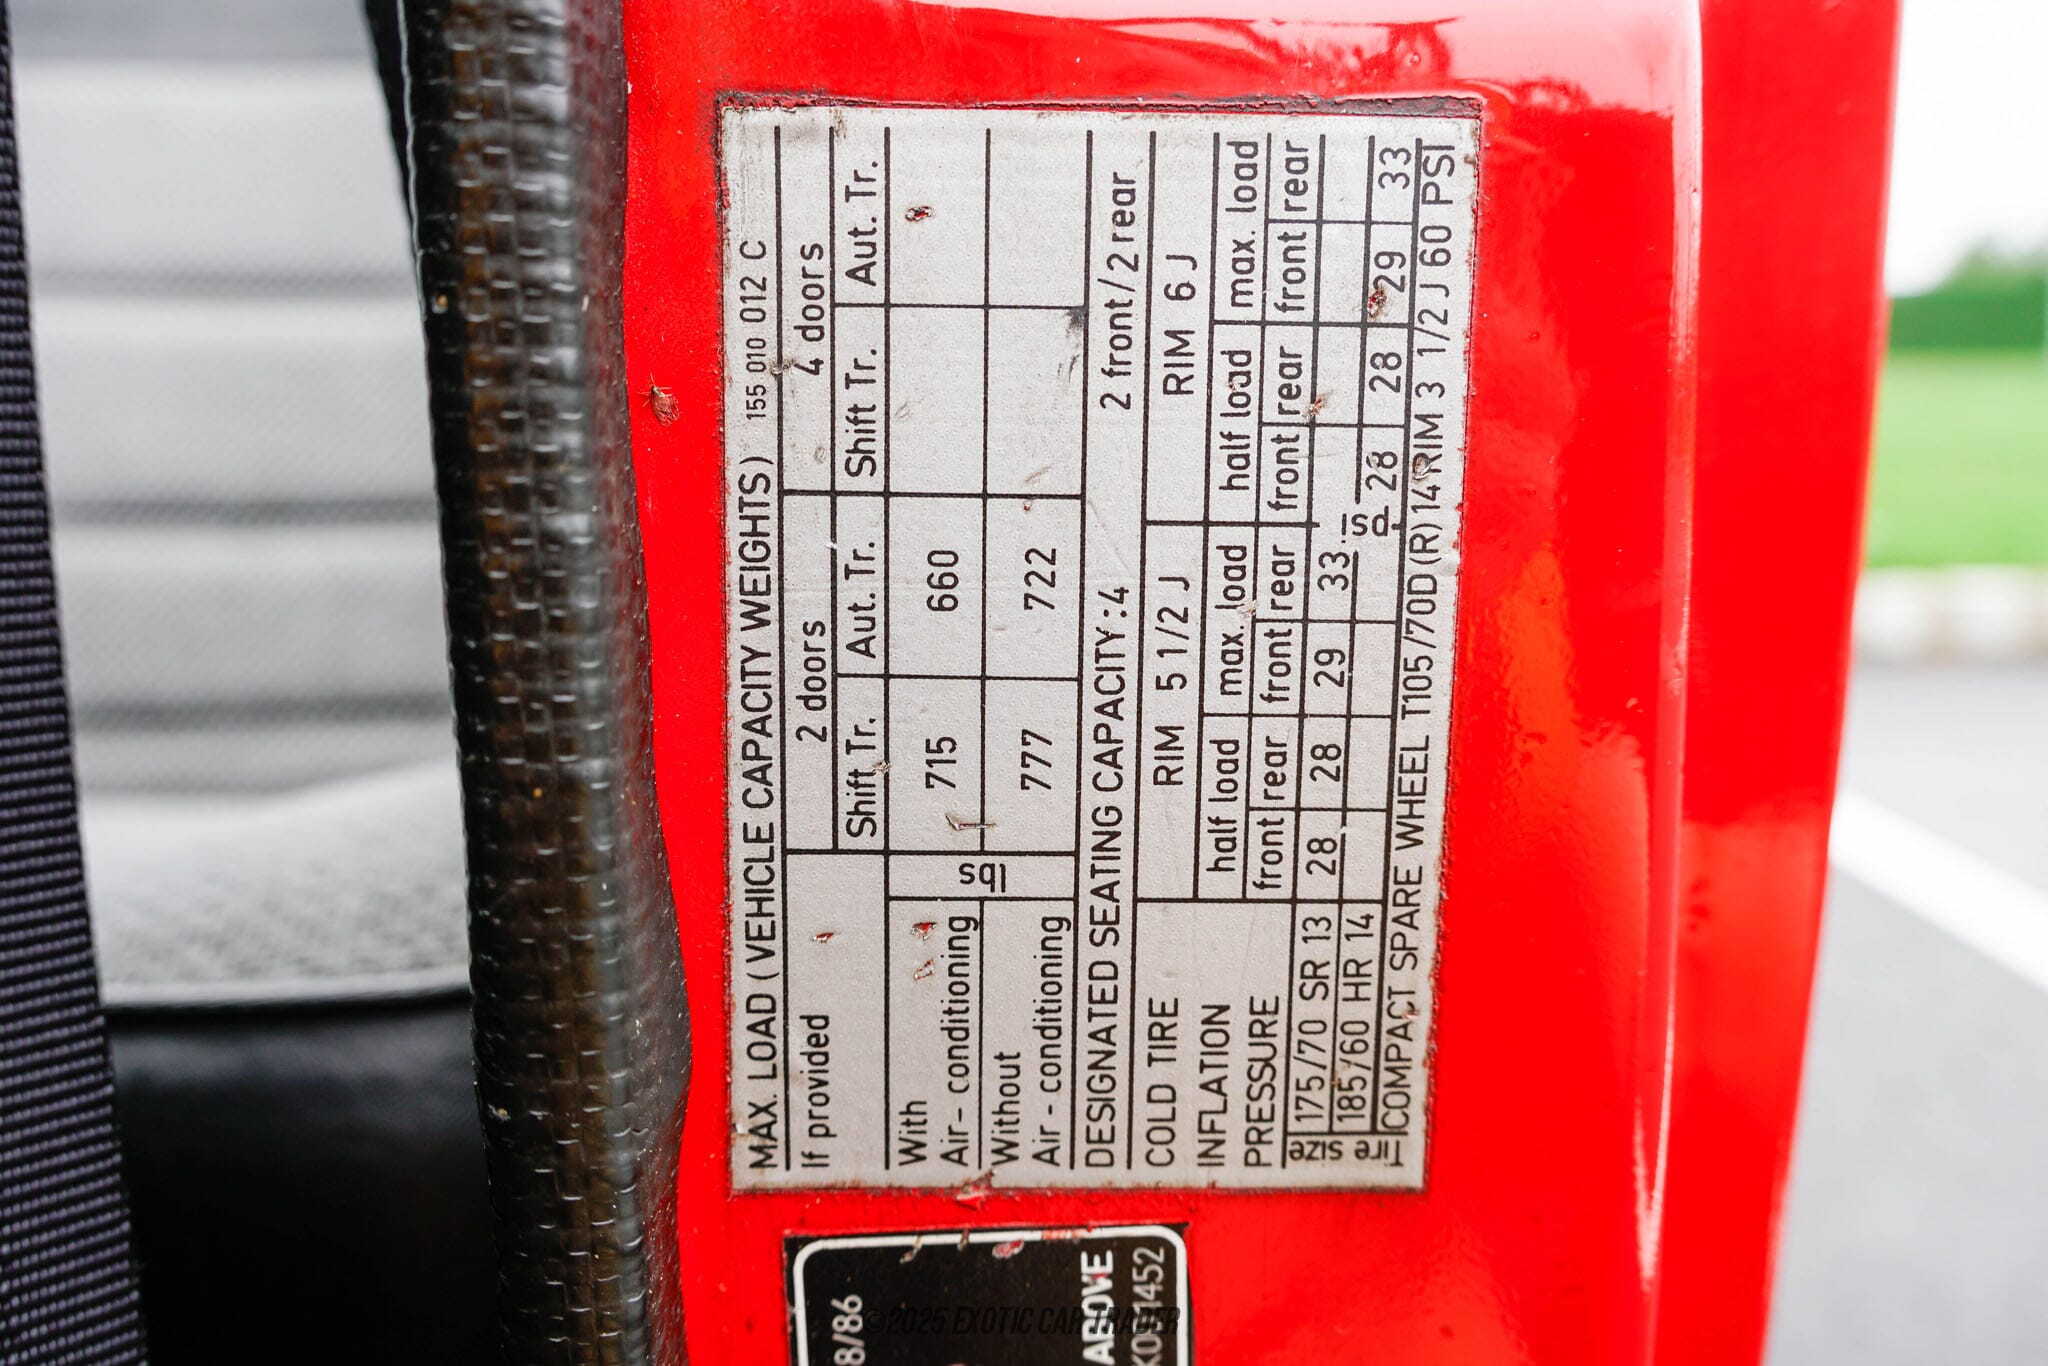 MAX. LOAD (VEHICLE CAPACITY WEIGHTS) 155 010 012 C
If provided 2 doors 4 doors
Shift Tr. Aut. Tr. Shift Tr. Aut. Tr.
With
Air-conditioning lbs 715 660
Without
Air-conditioning 777 722
DESIGNATED SEATING CAPACITY: 4 2 front/2 rear
COLD TIRE RIM 5 1/2 J RIM 6 J
INFLATION half load max. load half load max. load
PRESSURE front rear front rear front rear front rear
Tire size 175/70 SR 13 28 28 29 33 psi
185/60 HR 14 28 28 29 33
COMPACT SPARE WHEEL T105/70D(R)14 RIM 3 1/2 J 60 PSI
8/86
ABOVE
©2025 EXOTIC CAR TRADER